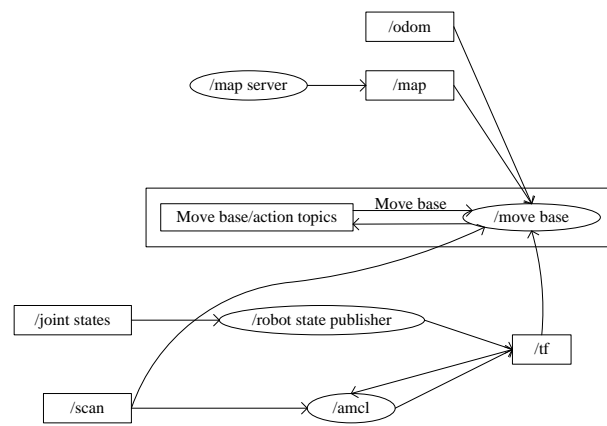 /odom
/map server
/map
Move base
Move base/action topics
/move base
/joint states
/robot state publisher
/tf
/scan
/amcl